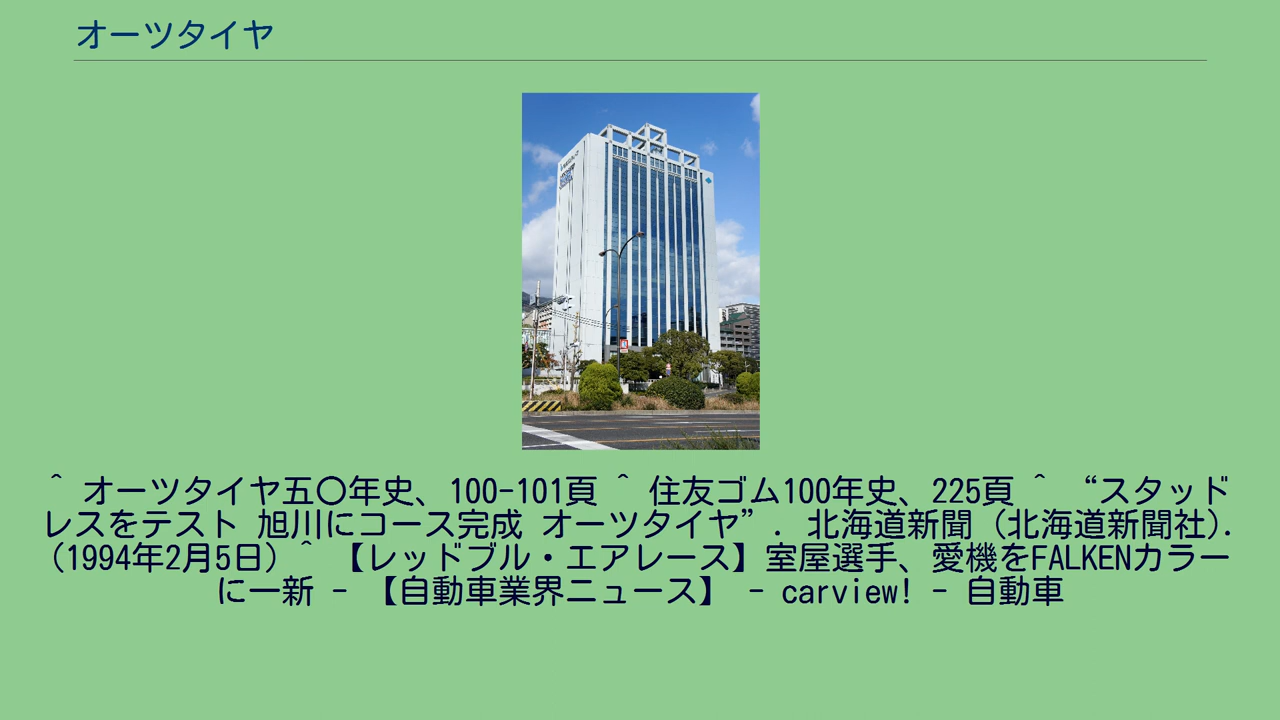 オーツタイヤ
^ オーツタイヤ五〇年史、100-101頁 ^ 住友ゴム100年史、225頁 ^ “スタッド
レスをテスト 旭川にコース完成 オーツタイヤ”. 北海道新聞 (北海道新聞社).
(1994年2月5日) ^ 【レッドブル・エアレース】室屋選手、愛機をFALKENカラー
に一新 - 【自動車業界ニュース】 - carview! - 自動車